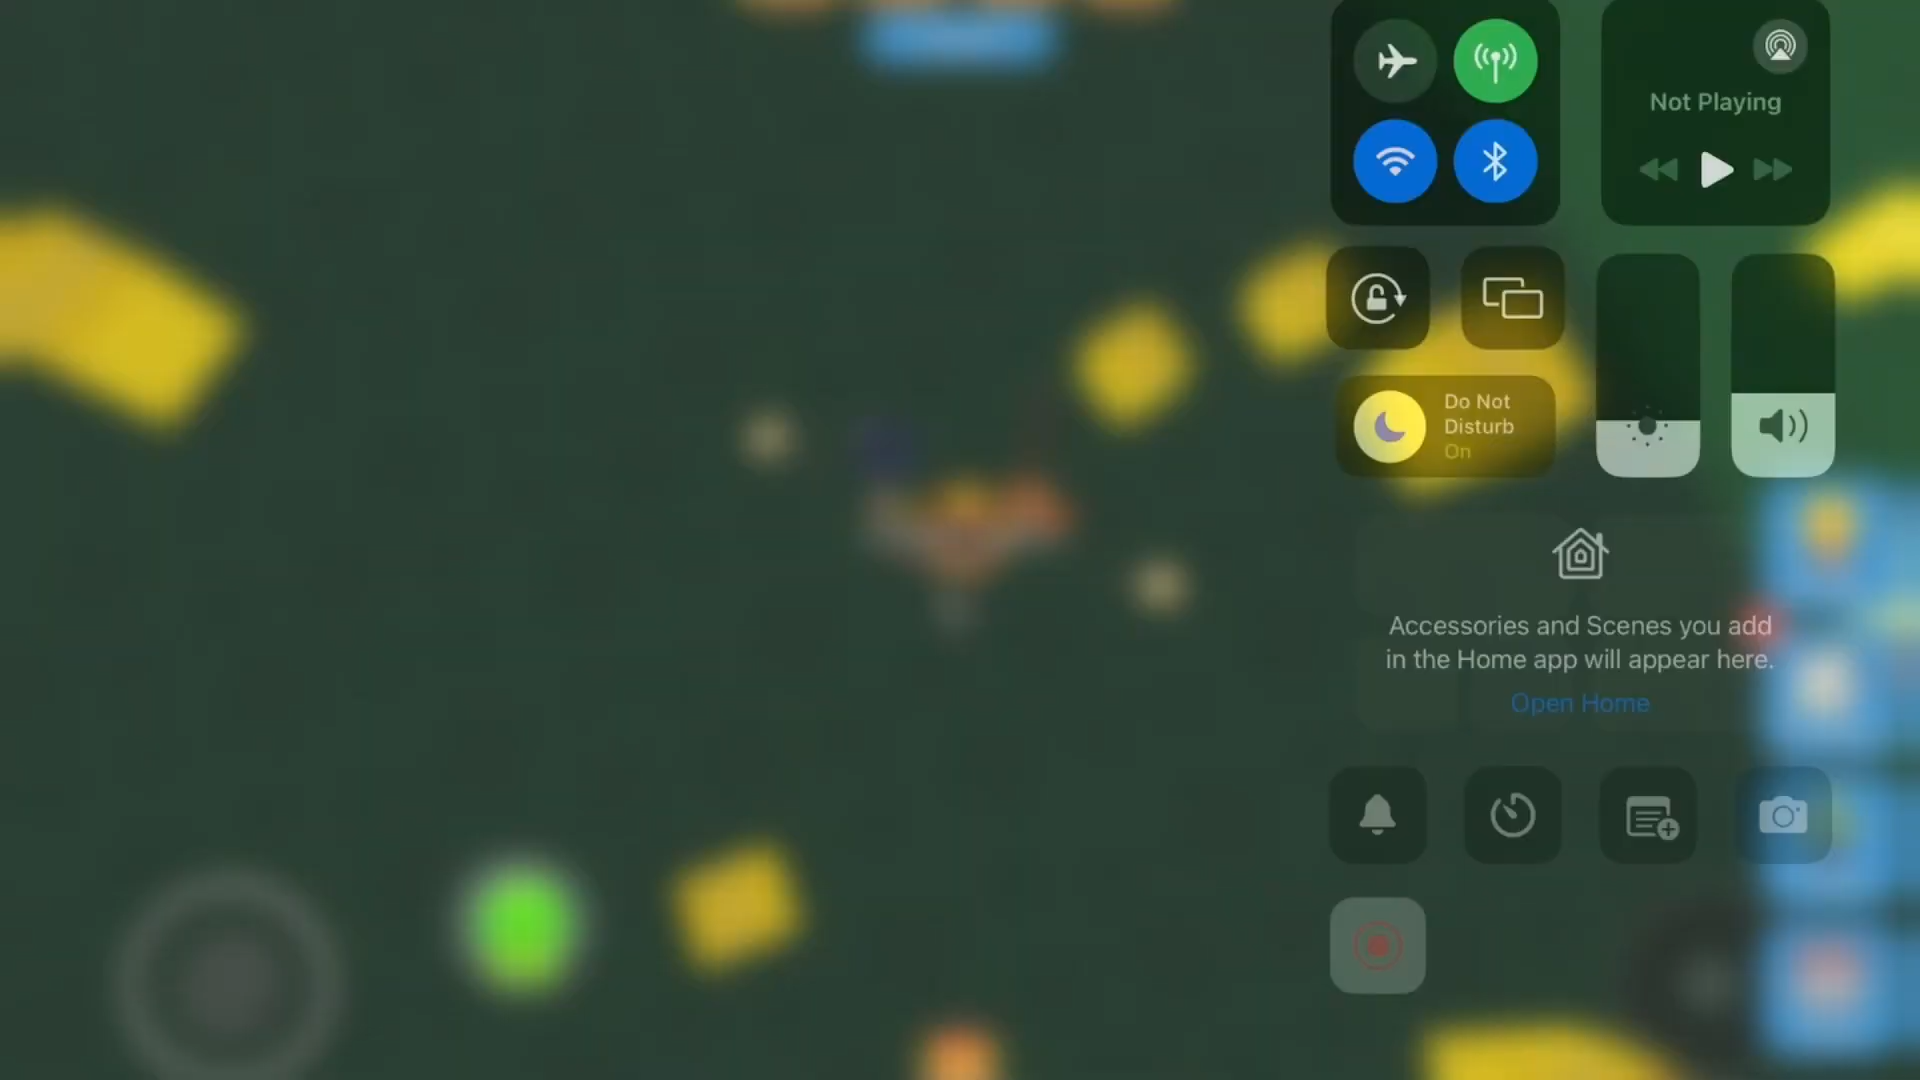 Not Playing
Do Not
Disturb
On
Accessories and Scenes you add
in the Home app will appear here.
Open Home